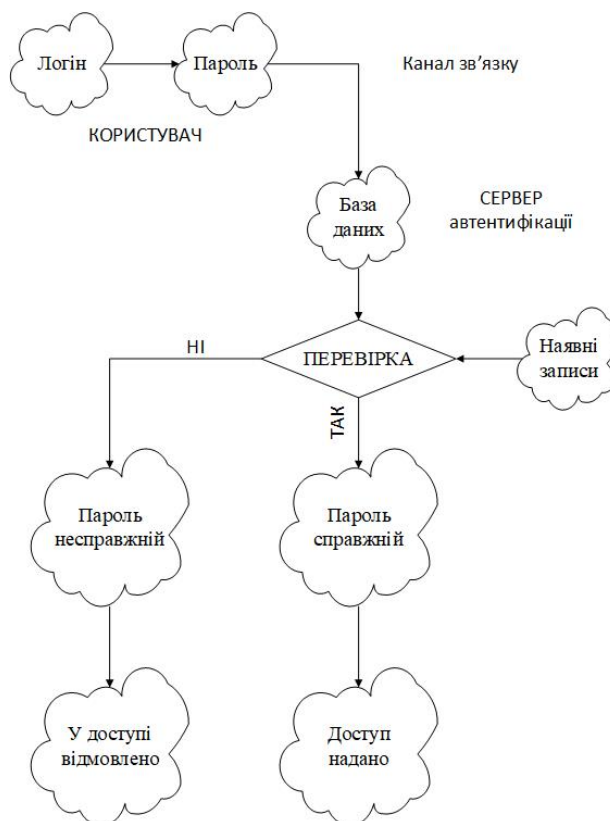 Логін
Пароль
Канал зв’язку
КОРИСТУВАЧ
База
даних
СЕРВЕР
автентифікації
НІ
ПЕРЕВІРКА
Наявні
записи
ТАК
Пароль
несправжній
Пароль
справжній
У доступі
відмовлено
Доступ
надано